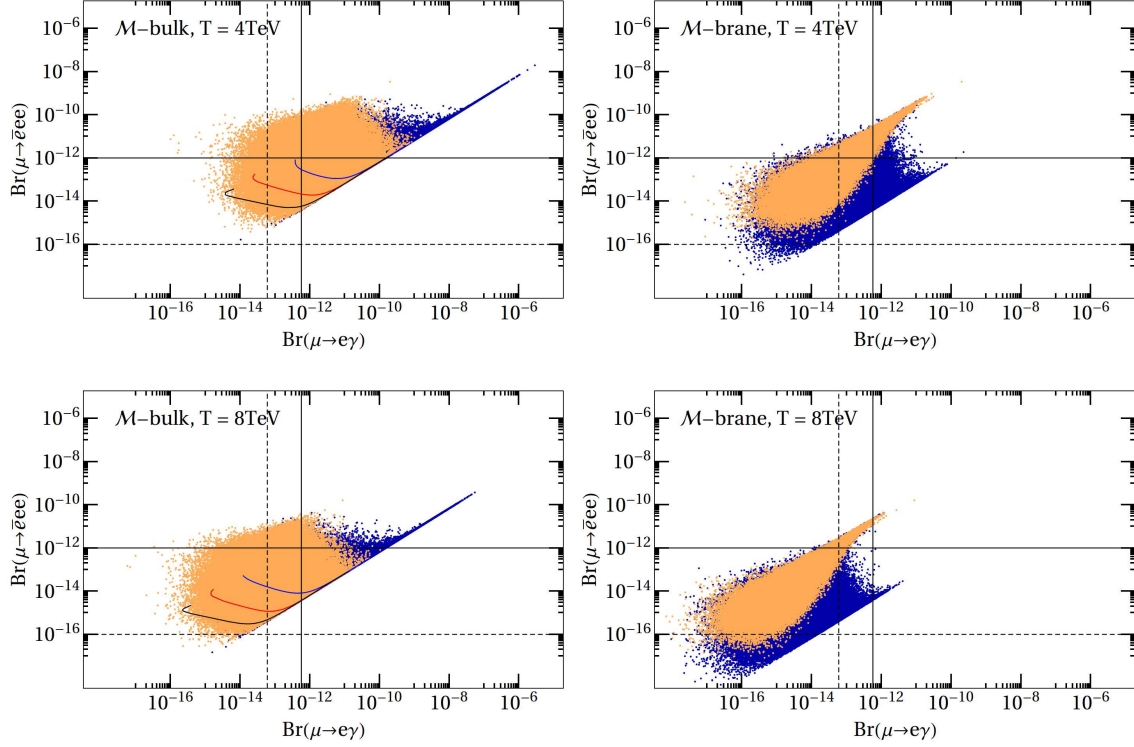 M−bulk, T = 4TeV
Br(μ→ēee)
10⁻⁶
10⁻⁸
10⁻¹⁰
10⁻¹²
10⁻¹⁴
10⁻¹⁶
10⁻¹⁶ 10⁻¹⁴ 10⁻¹² 10⁻¹⁰ 10⁻⁸ 10⁻⁶
Br(μ→eγ)
M−brane, T = 4TeV
Br(μ→ēee)
10⁻⁶
10⁻⁸
10⁻¹⁰
10⁻¹²
10⁻¹⁴
10⁻¹⁶
10⁻¹⁶ 10⁻¹⁴ 10⁻¹² 10⁻¹⁰ 10⁻⁸ 10⁻⁶
Br(μ→eγ)
M−bulk, T = 8TeV
Br(μ→ēee)
10⁻⁶
10⁻⁸
10⁻¹⁰
10⁻¹²
10⁻¹⁴
10⁻¹⁶
10⁻¹⁶ 10⁻¹⁴ 10⁻¹² 10⁻¹⁰ 10⁻⁸ 10⁻⁶
Br(μ→eγ)
M−brane, T = 8TeV
Br(μ→ēee)
10⁻⁶
10⁻⁸
10⁻¹⁰
10⁻¹²
10⁻¹⁴
10⁻¹⁶
10⁻¹⁶ 10⁻¹⁴ 10⁻¹² 10⁻¹⁰ 10⁻⁸ 10⁻⁶
Br(μ→eγ)